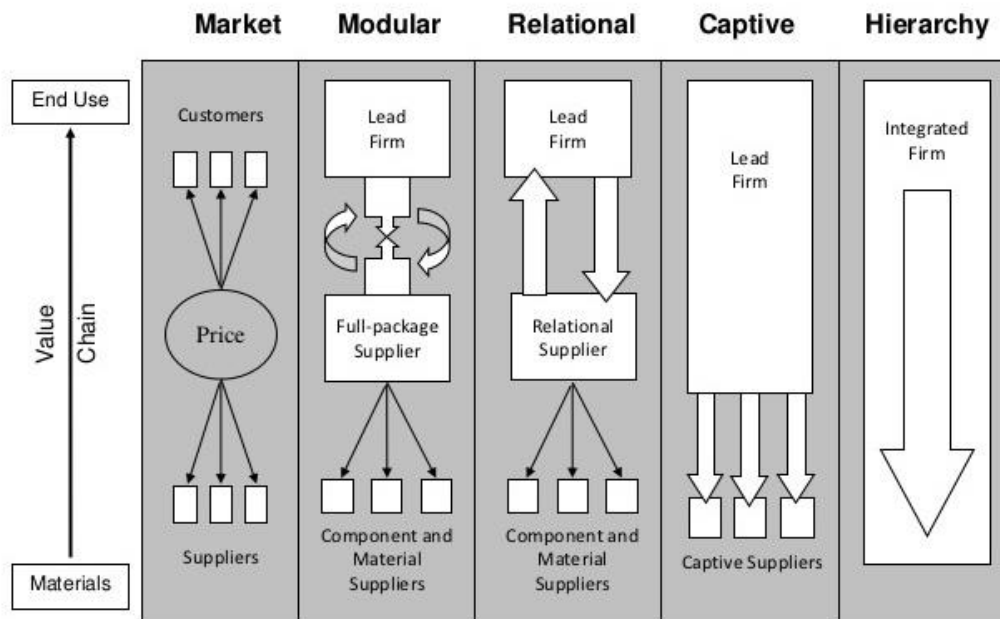 Market
Modular
Relational
Captive
Hierarchy
End Use
Value
Chain
Materials
Customers
Price
Suppliers
Lead
Firm
Full-package
Supplier
Component and
Material
Suppliers
Lead
Firm
Relational
Supplier
Component and
Material
Suppliers
Lead
Firm
Captive Suppliers
Integrated
Firm